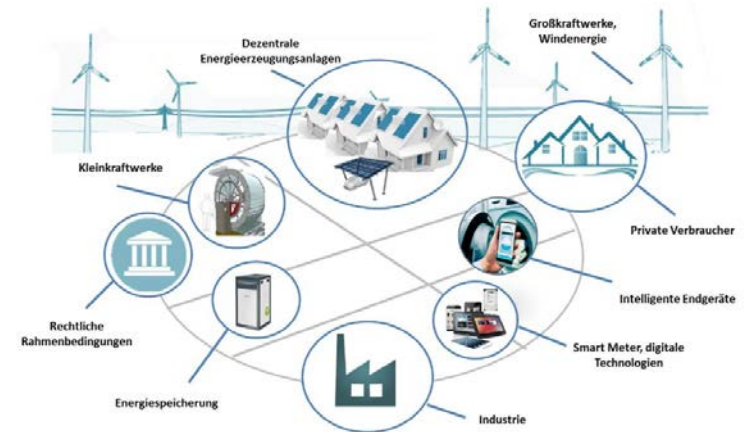 Großkraftwerke,
Windenergie
Dezentrale
Energieerzeugungsanlagen
Kleinkraftwerke
Private Verbraucher
Intelligente Endgeräte
Rechtliche
Rahmenbedingungen
Smart Meter, digitale
Technologien
Energiespeicherung
Industrie